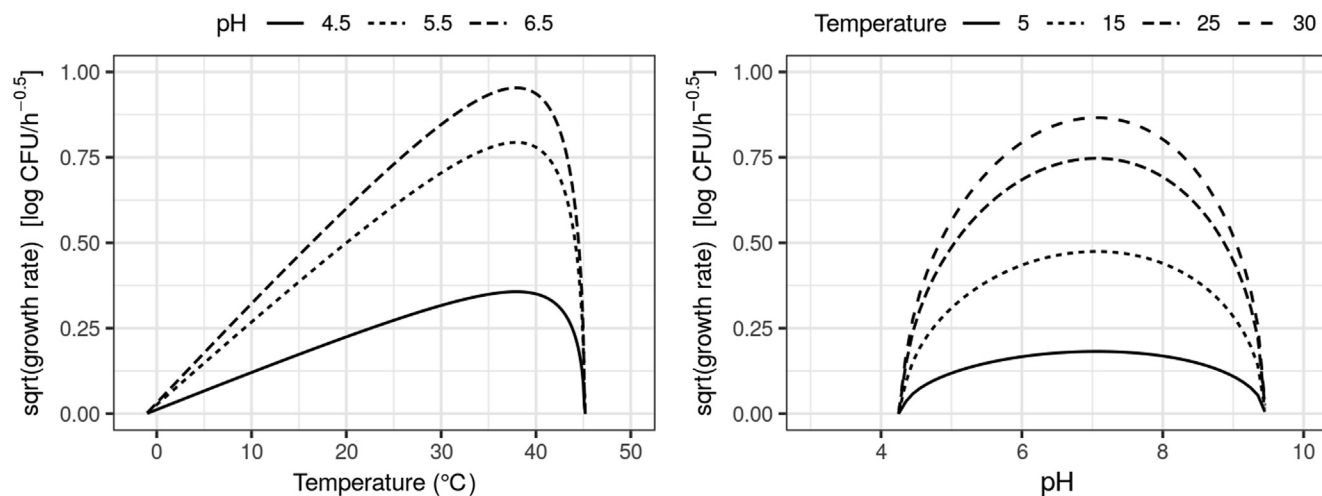 pH 4.5 5.5 6.5
1.00
0.75
0.50
0.25
0.00
sqrt(growth rate) [log CFU/h⁻⁰·⁵]
0 10 20 30 40 50
Temperature (°C)
Temperature 5 15 25 30
1.00
0.75
0.50
0.25
0.00
sqrt(growth rate) [log CFU/h⁻⁰·⁵]
4 6 8 10
pH